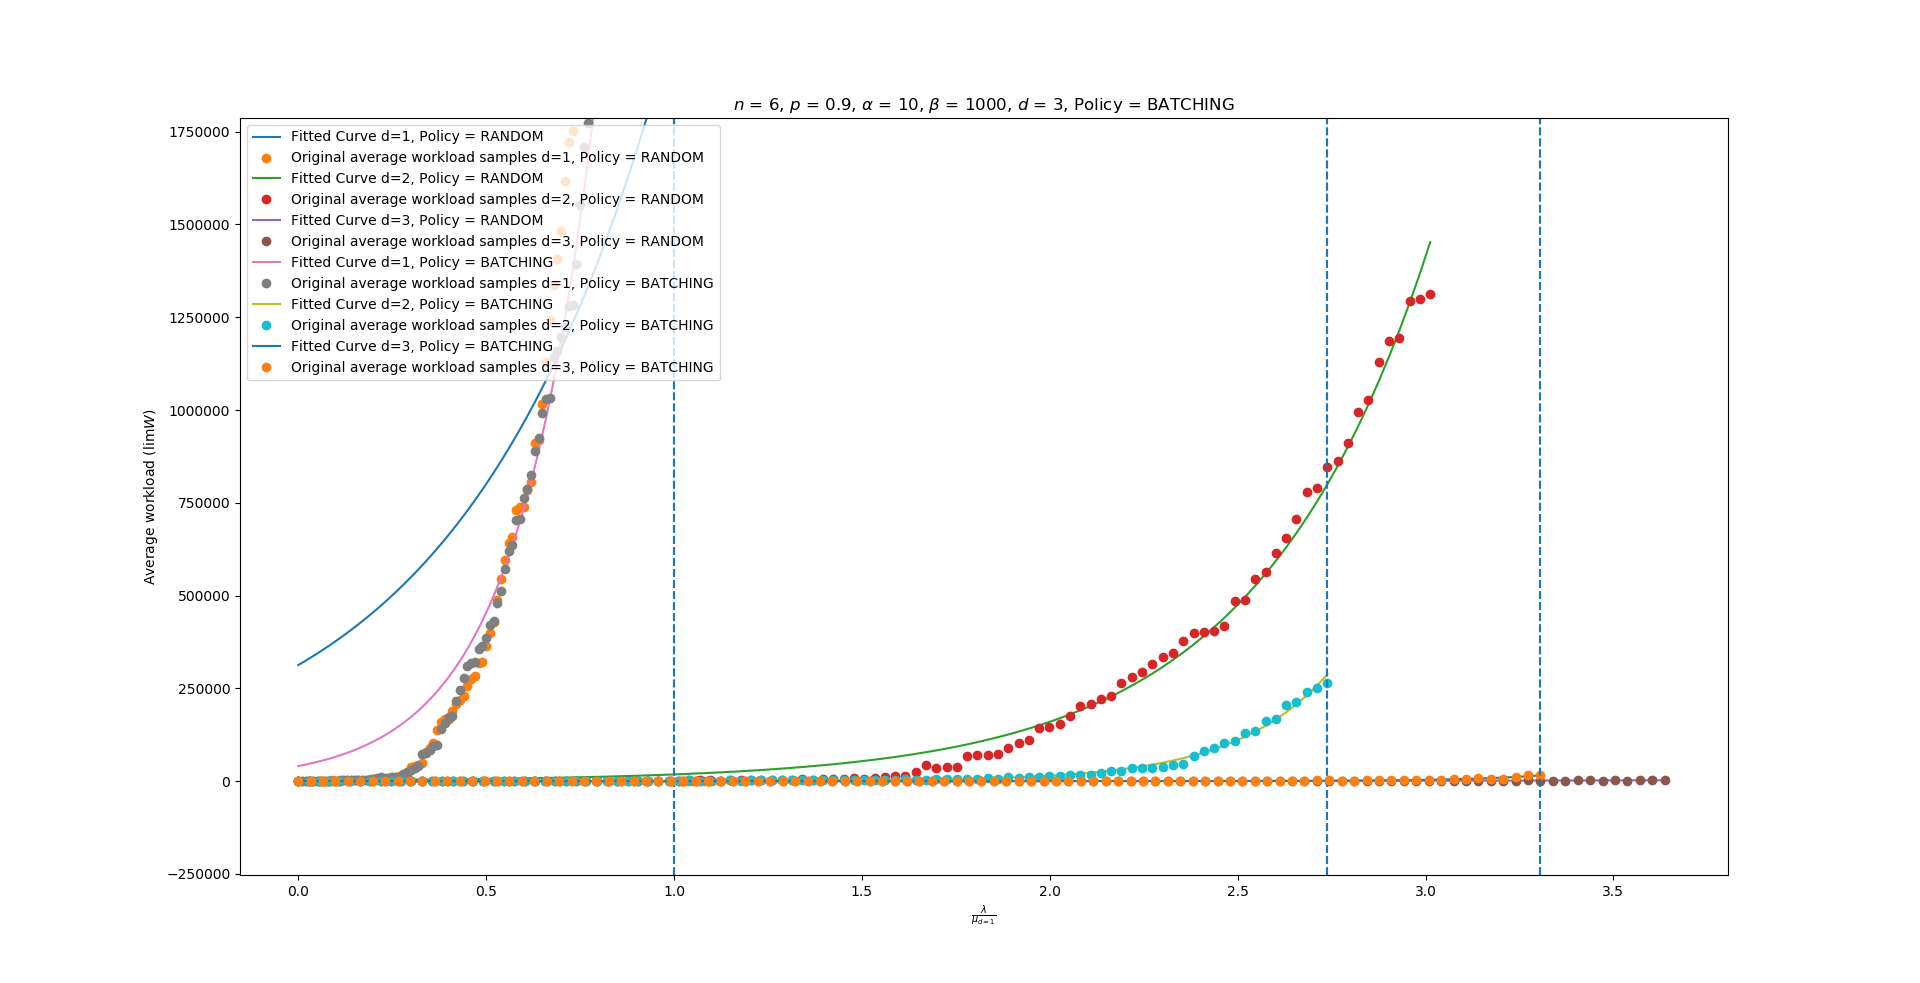 n = 6, p = 0.9, α = 10, β = 1000, d = 3, Policy = BATCHING
Fitted Curve d=1, Policy = RANDOM
Original average workload samples d=1, Policy = RANDOM
Fitted Curve d=2, Policy = RANDOM
Original average workload samples d=2, Policy = RANDOM
Fitted Curve d=3, Policy = RANDOM
Original average workload samples d=3, Policy = RANDOM
Fitted Curve d=1, Policy = BATCHING
Original average workload samples d=1, Policy = BATCHING
Fitted Curve d=2, Policy = BATCHING
Original average workload samples d=2, Policy = BATCHING
Fitted Curve d=3, Policy = BATCHING
Original average workload samples d=3, Policy = BATCHING
1750000
1500000
1250000
1000000
750000
500000
250000
0
−250000
Average workload (limW)
0.0 0.5 1.0 1.5 2.0 2.5 3.0 3.5
λ
μd=1